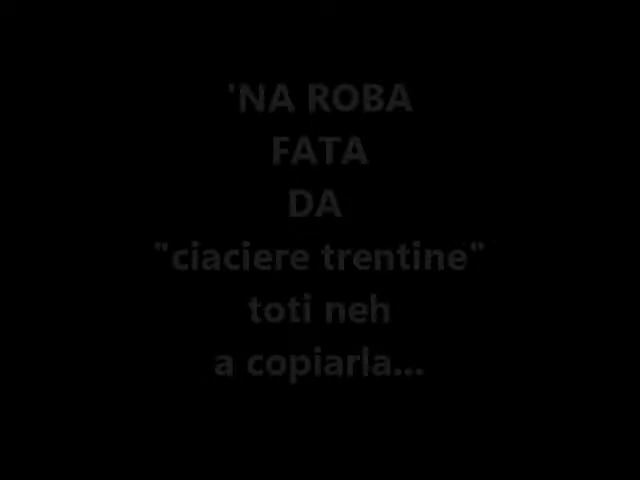 'NA ROBA
FATA
DA
"ciaciere trentine"
toti neh
a copiarla...